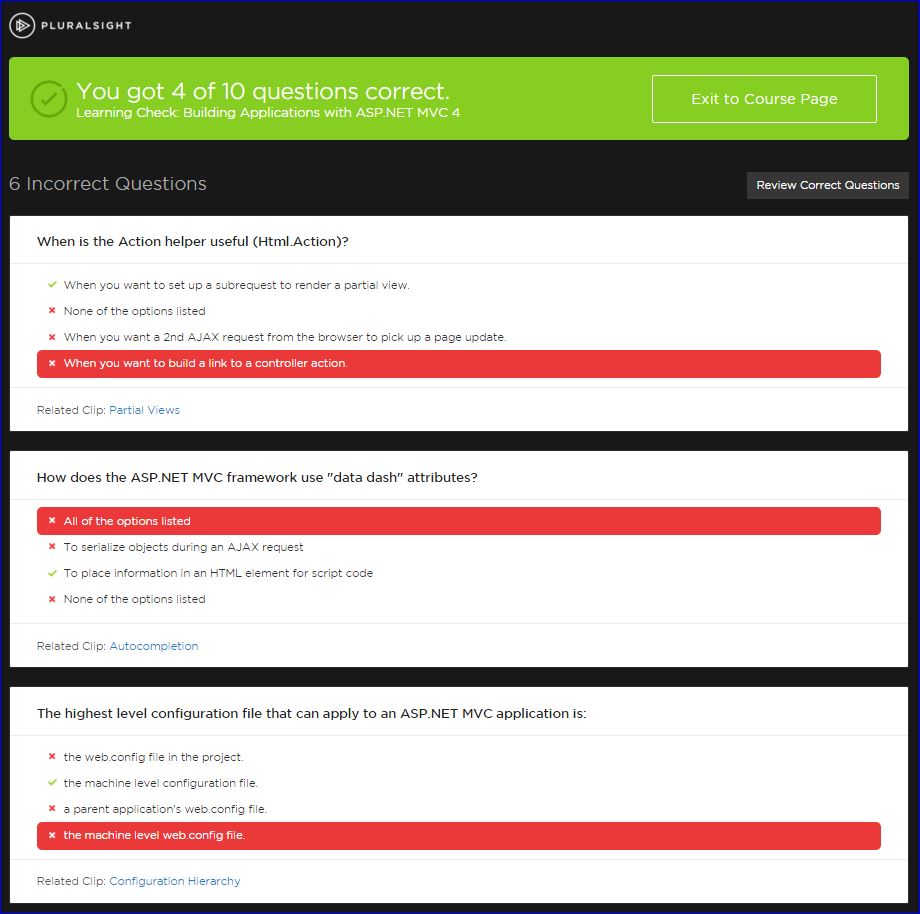 PLURALSIGHT
You got 4 of 10 questions correct.
Learning Check: Building Applications with ASP.NET MVC 4
Exit to Course Page
6 Incorrect Questions
Review Correct Questions
When is the Action helper useful (Html.Action)?
When you want to set up a subrequest to render a partial view.
None of the options listed
When you want a 2nd AJAX request from the browser to pick up a page update.
When you want to build a link to a controller action.
Related Clip: Partial Views
How does the ASP.NET MVC framework use "data dash" attributes?
All of the options listed
To serialize objects during an AJAX request
To place information in an HTML element for script code
None of the options listed
Related Clip: Autocompletion
The highest level configuration file that can apply to an ASP.NET MVC application is:
the web.config file in the project.
the machine level configuration file.
a parent application's web.config file.
the machine level web.config file.
Related Clip: Configuration Hierarchy